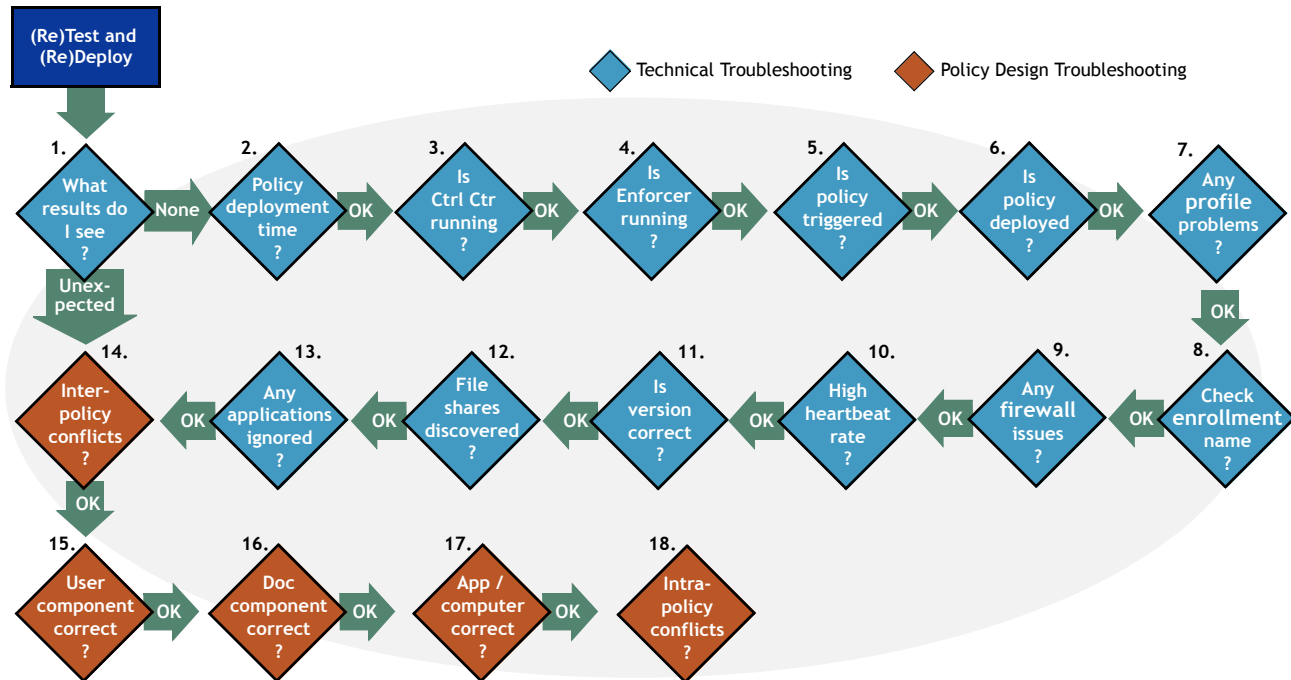 (Re)Test and
(Re)Deploy
Technical Troubleshooting
Policy Design Troubleshooting
1.
What
results do
I see
?
None
2.
Policy
deployment
time
?
OK
3.
Is
Ctrl Ctr
running
?
OK
4.
Is
Enforcer
running
?
OK
5.
Is
policy
triggered
?
OK
6.
Is
policy
deployed
?
OK
7.
Any
profile
problems
?
OK
Unex-
pected
8.
Check
enrollment
name
?
OK
9.
Any
firewall
issues
?
OK
10.
High
heartbeat
rate
?
OK
11.
Is
version
correct
?
OK
12.
File
shares
discovered
?
OK
13.
Any
applications
ignored
?
OK
14.
Inter-
policy
conflicts
?
OK
15.
User
component
correct
?
OK
16.
Doc
component
correct
?
OK
17.
App /
computer
correct
?
OK
18.
Intra-
policy
conflicts
?